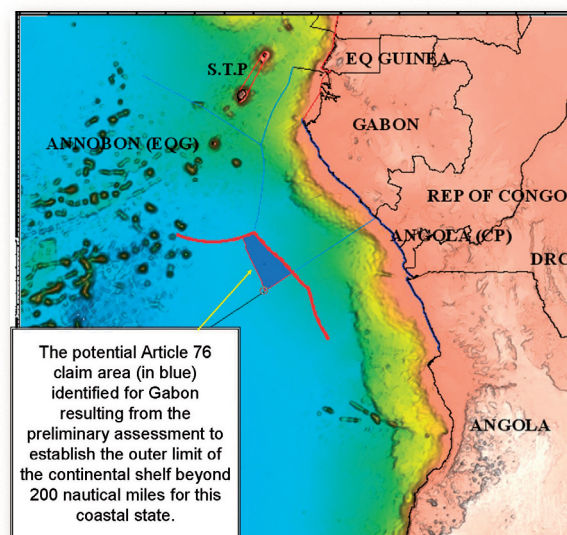 EQ GUINEA
S.T.P
GABON
ANNOBON (EQG)
REP OF CONGO
ANGOLA (CP)
DRC
ANGOLA
The potential Article 76
claim area (in blue)
identified for Gabon
resulting from the
preliminary assessment to
establish the outer limit of
the continental shelf beyond
200 nautical miles for this
coastal state.